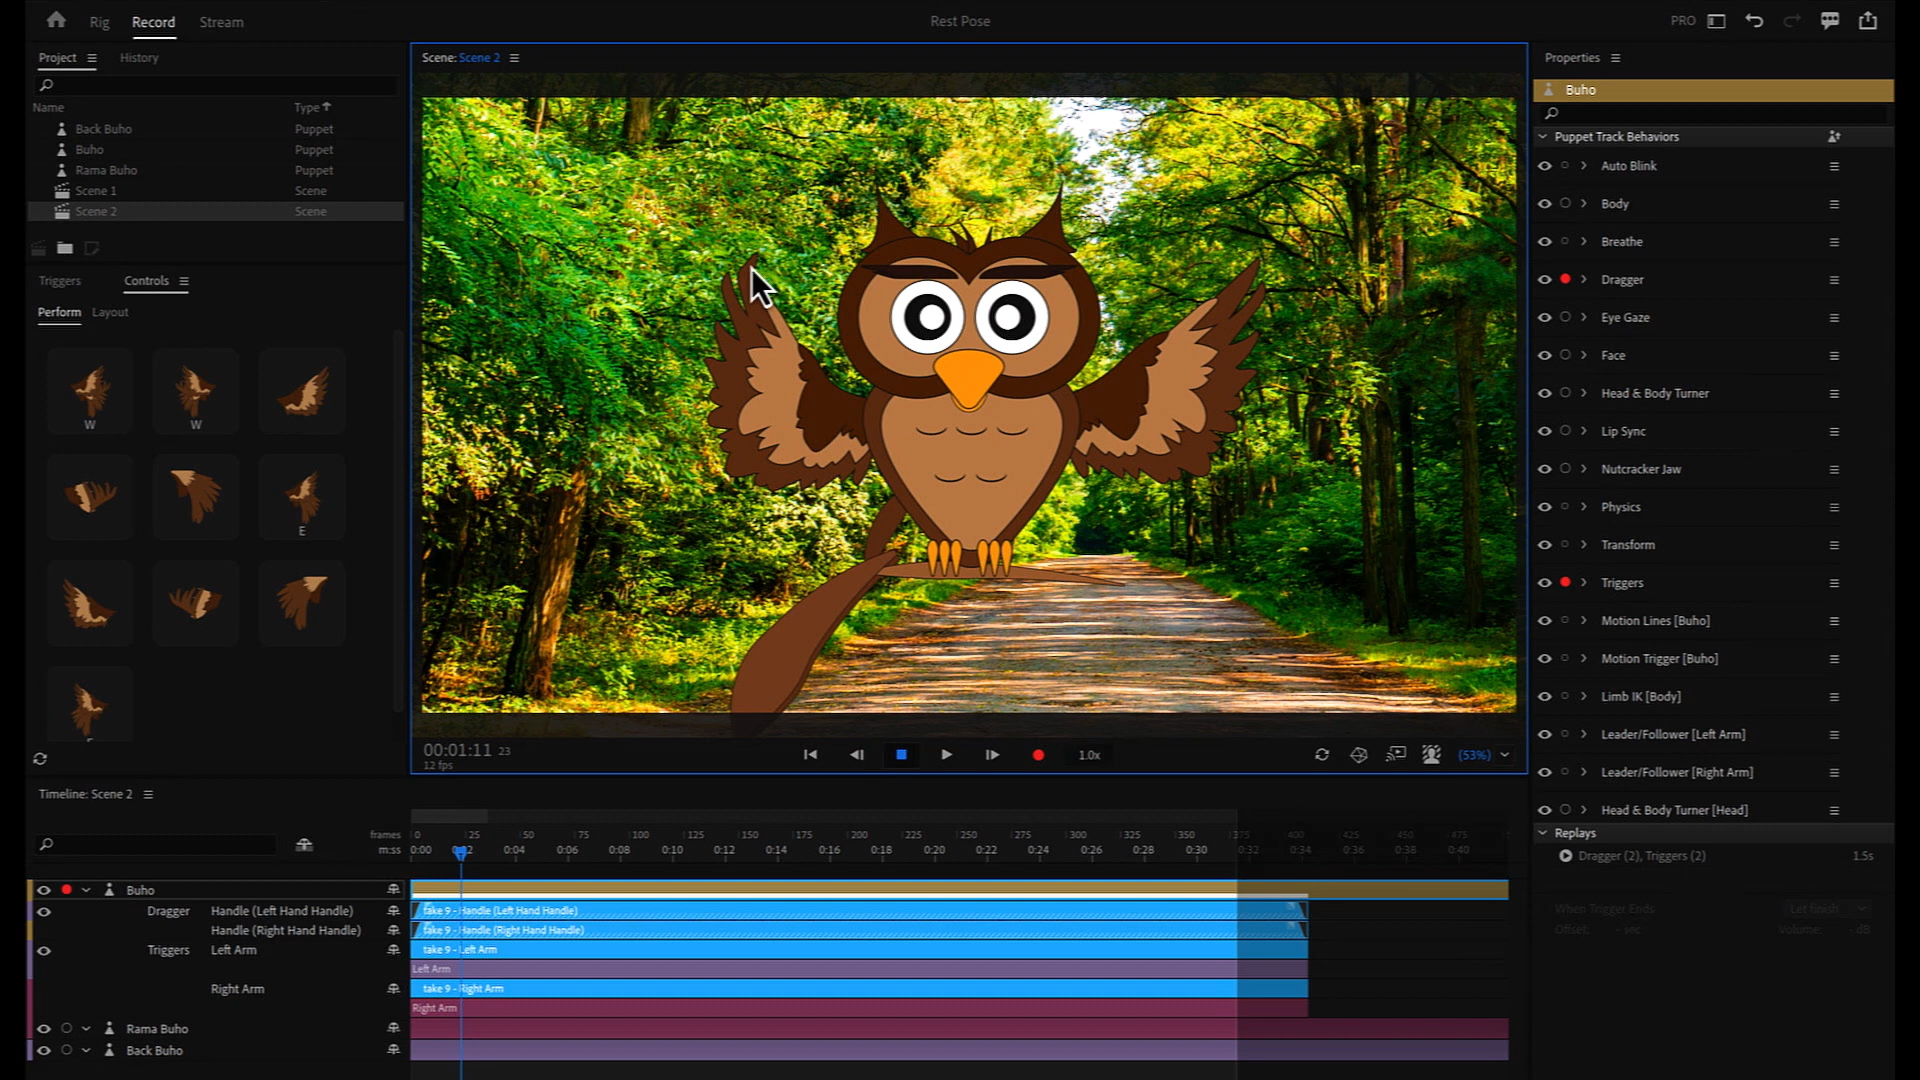 Rig Record Stream Rest Pose PRO
Project History
Name Type
Back Buho Puppet
Buho Puppet
Rama Buho Puppet
Scene 1 Scene
Scene 2 Scene
Triggers Controls
Perform Layout
W W
E
Scene: Scene 2
00:01:11 23
12 fps
1.0x
(53%)
Properties
Buho
Puppet Track Behaviors
Auto Blink
Body
Breathe
Dragger
Eye Gaze
Face
Head & Body Turner
Lip Sync
Nutcracker Jaw
Physics
Transform
Triggers
Motion Lines [Buho]
Motion Trigger [Buho]
Limb IK [Body]
Leader/Follower [Left Arm]
Leader/Follower [Right Arm]
Head & Body Turner [Head]
Replays
Dragger (2), Triggers (2) 1.5s
When Trigger Ends Let finish
Offset: - sec Volume: - dB
Timeline: Scene 2
frames 0 25 50 75 100 125 150 175 200 225 250 275 300 325 350 375 400 425 450 475
m:ss 0:00 0:02 0:04 0:06 0:08 0:10 0:12 0:14 0:16 0:18 0:20 0:22 0:24 0:26 0:28 0:30 0:32 0:34 0:36 0:38 0:40
Buho
Dragger Handle (Left Hand Handle) take 9 - Handle (Left Hand Handle)
Handle (Right Hand Handle) take 9 - Handle (Right Hand Handle)
Triggers Left Arm take 9 - Left Arm
Left Arm
Right Arm take 9 - Right Arm
Right Arm
Rama Buho
Back Buho